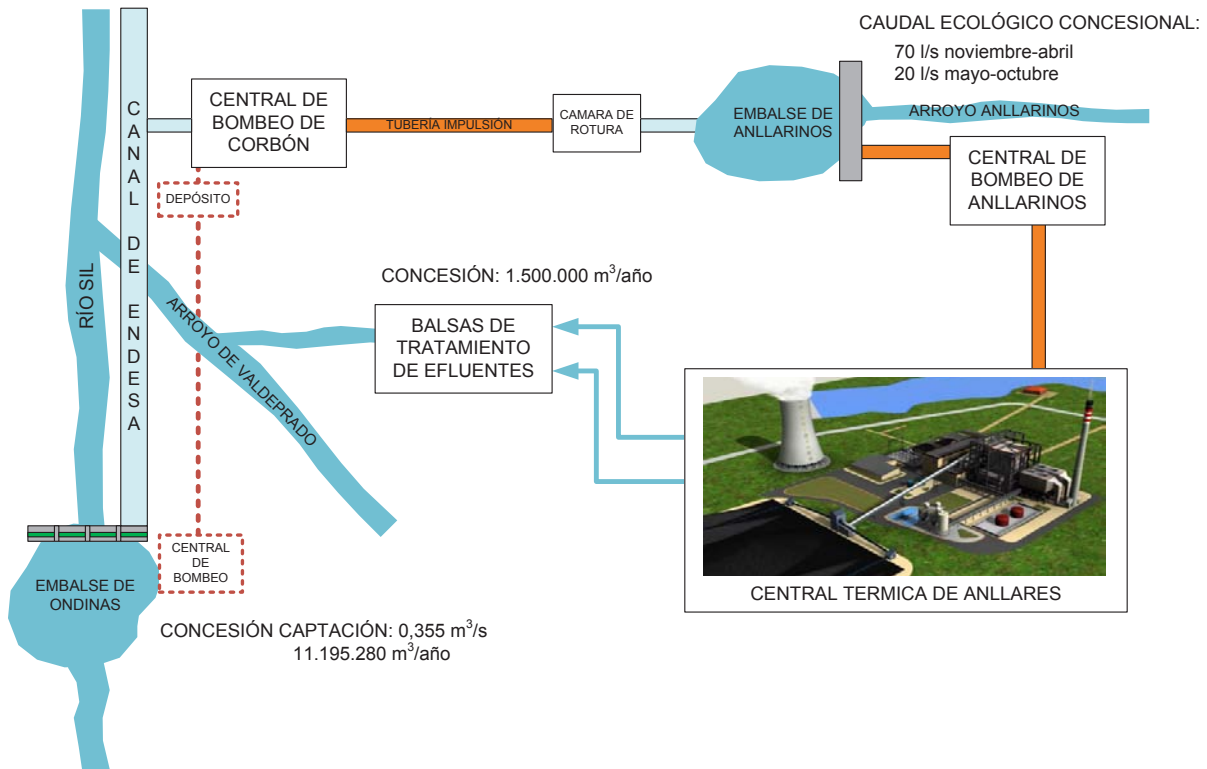 CAUDAL ECOLÓGICO CONCESIONAL:
70 l/s noviembre-abril
20 l/s mayo-octubre
CANAL DE ENDESA
CENTRAL DE
BOMBEO DE
CORBÓN
TUBERÍA IMPULSIÓN
CAMARA DE
ROTURA
EMBALSE DE
ANLLARINOS
ARROYO ANLLARINOS
CENTRAL DE
BOMBEO DE
ANLLARINOS
DEPÓSITO
RÍO SIL
ARROYO DE VALDEPRADO
CONCESIÓN: 1.500.000 m³/año
BALSAS DE
TRATAMIENTO
DE EFLUENTES
CENTRAL
DE
BOMBEO
EMBALSE DE
ONDINAS
CENTRAL TERMICA DE ANLLARES
CONCESIÓN CAPTACIÓN: 0,355 m³/s
11.195.280 m³/año